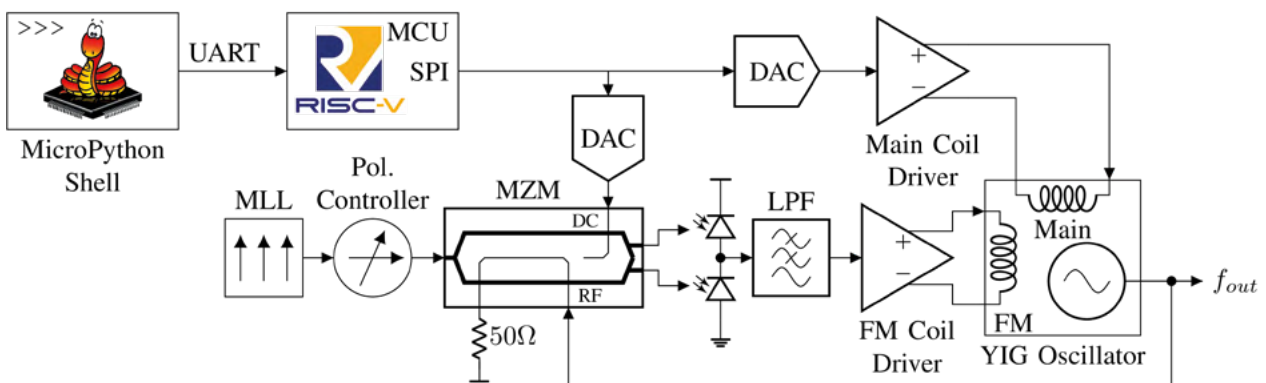 >>>
UART
MCU
SPI
RISC-V
DAC
MicroPython
Shell
DAC
Main Coil
Driver
Pol.
Controller
MLL
MZM
DC
RF
50Ω
LPF
+
−
+
−
FM Coil
Driver
Main
FM
YIG Oscillator
f_out